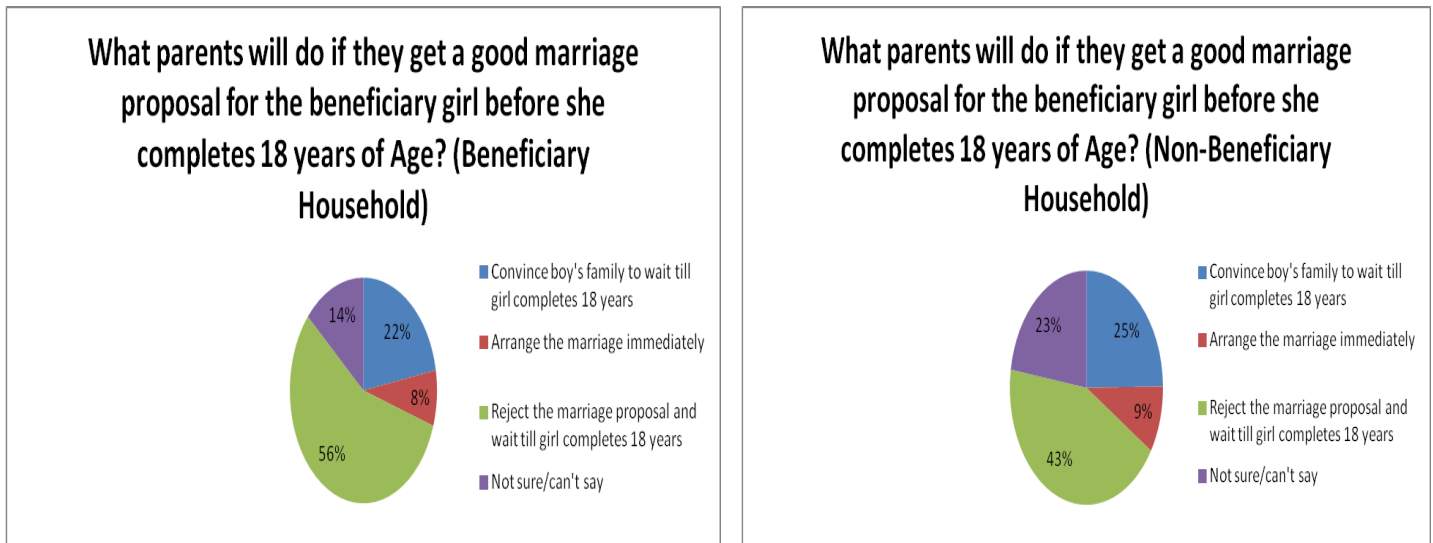 What parents will do if they get a good marriage
proposal for the beneficiary girl before she
completes 18 years of Age? (Beneficiary
Household)
Convince boy's family to wait till
girl completes 18 years
Arrange the marriage immediately
Reject the marriage proposal and
wait till girl completes 18 years
Not sure/can't say
22%
8%
56%
14%
What parents will do if they get a good marriage
proposal for the beneficiary girl before she
completes 18 years of Age? (Non-Beneficiary
Household)
Convince boy's family to wait till
girl completes 18 years
Arrange the marriage immediately
Reject the marriage proposal and
wait till girl completes 18 years
Not sure/can't say
25%
9%
43%
23%